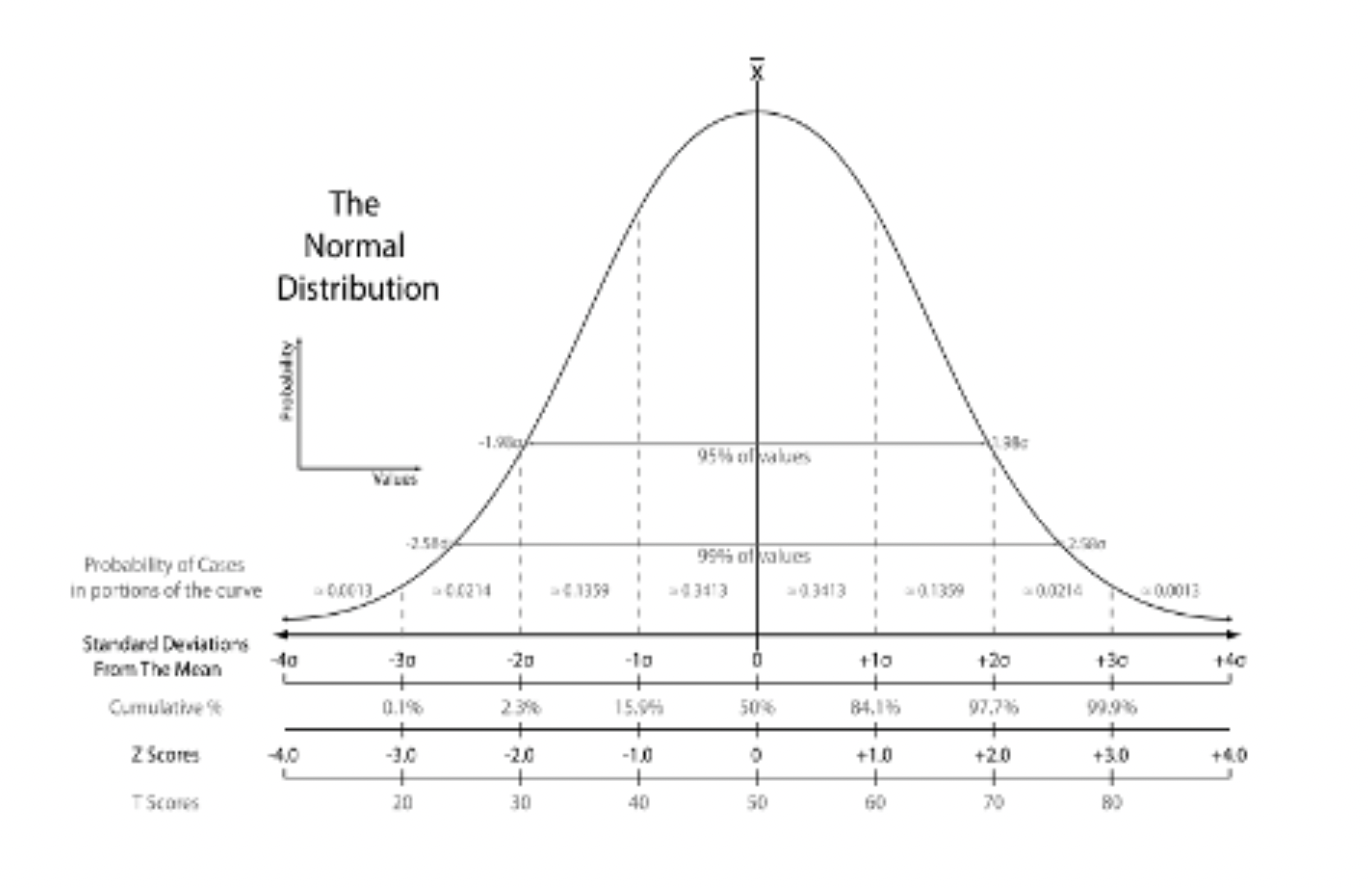 x̄
The
Normal
Distribution
Probability
Values
-1.98σ 1.98σ
95% of values
-2.58σ 2.58σ
99% of values
Probability of Cases
in portions of the curve
≃ 0.0013 ≃ 0.0214 ≃ 0.1359 ≃ 0.3413 ≃ 0.3413 ≃ 0.1359 ≃ 0.0214 ≃ 0.0013
Standard Deviations
From The Mean
-4σ -3σ -2σ -1σ 0 +1σ +2σ +3σ +4σ
Cumulative % 0.1% 2.3% 15.9% 50% 84.1% 97.7% 99.9%
Z Scores -4.0 -3.0 -2.0 -1.0 0 +1.0 +2.0 +3.0 +4.0
T Scores 20 30 40 50 60 70 80